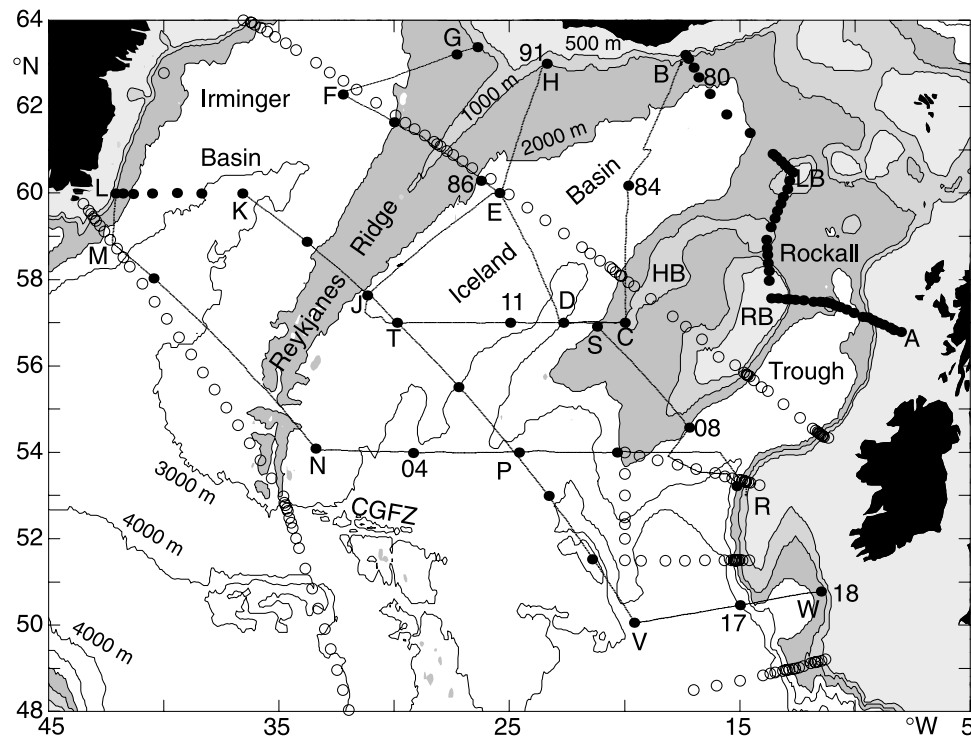 64
°N
62
60
58
56
54
52
50
48
45
35
25
15
°W
5
G
91
H
500 m
B
80
F
Irminger
1000 m
2000 m
Basin
86
E
Basin
84
LB
L
K
M
Ridge
Iceland
HB
Rockall
J
T
11
D
S
C
RB
A
Reykjanes
Trough
08
N
04
P
R
3000 m
CGFZ
4000 m
4000 m
V
17
W
18